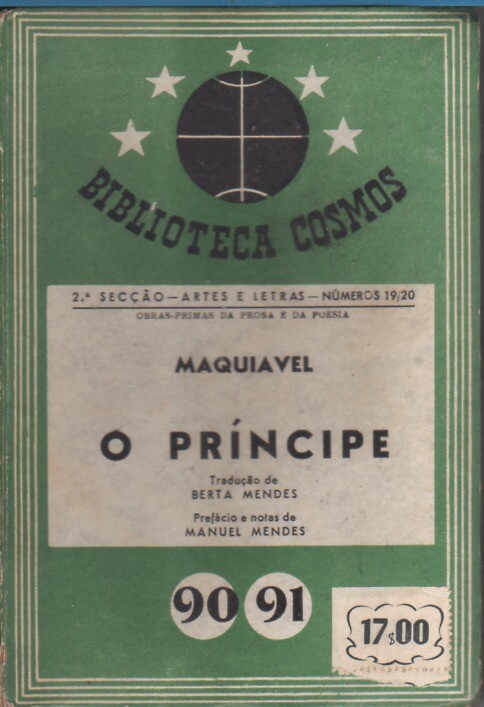 BIBLIOTECA COSMOS
2.ª SECÇÃO — ARTES E LETRAS — NÚMEROS 19/20
OBRAS-PRIMAS DA PROSA E DA POESIA
MAQUIAVEL
O PRÍNCIPE
Tradução de
BERTA MENDES
Prefácio e notas de
MANUEL MENDES
90 91
17$00